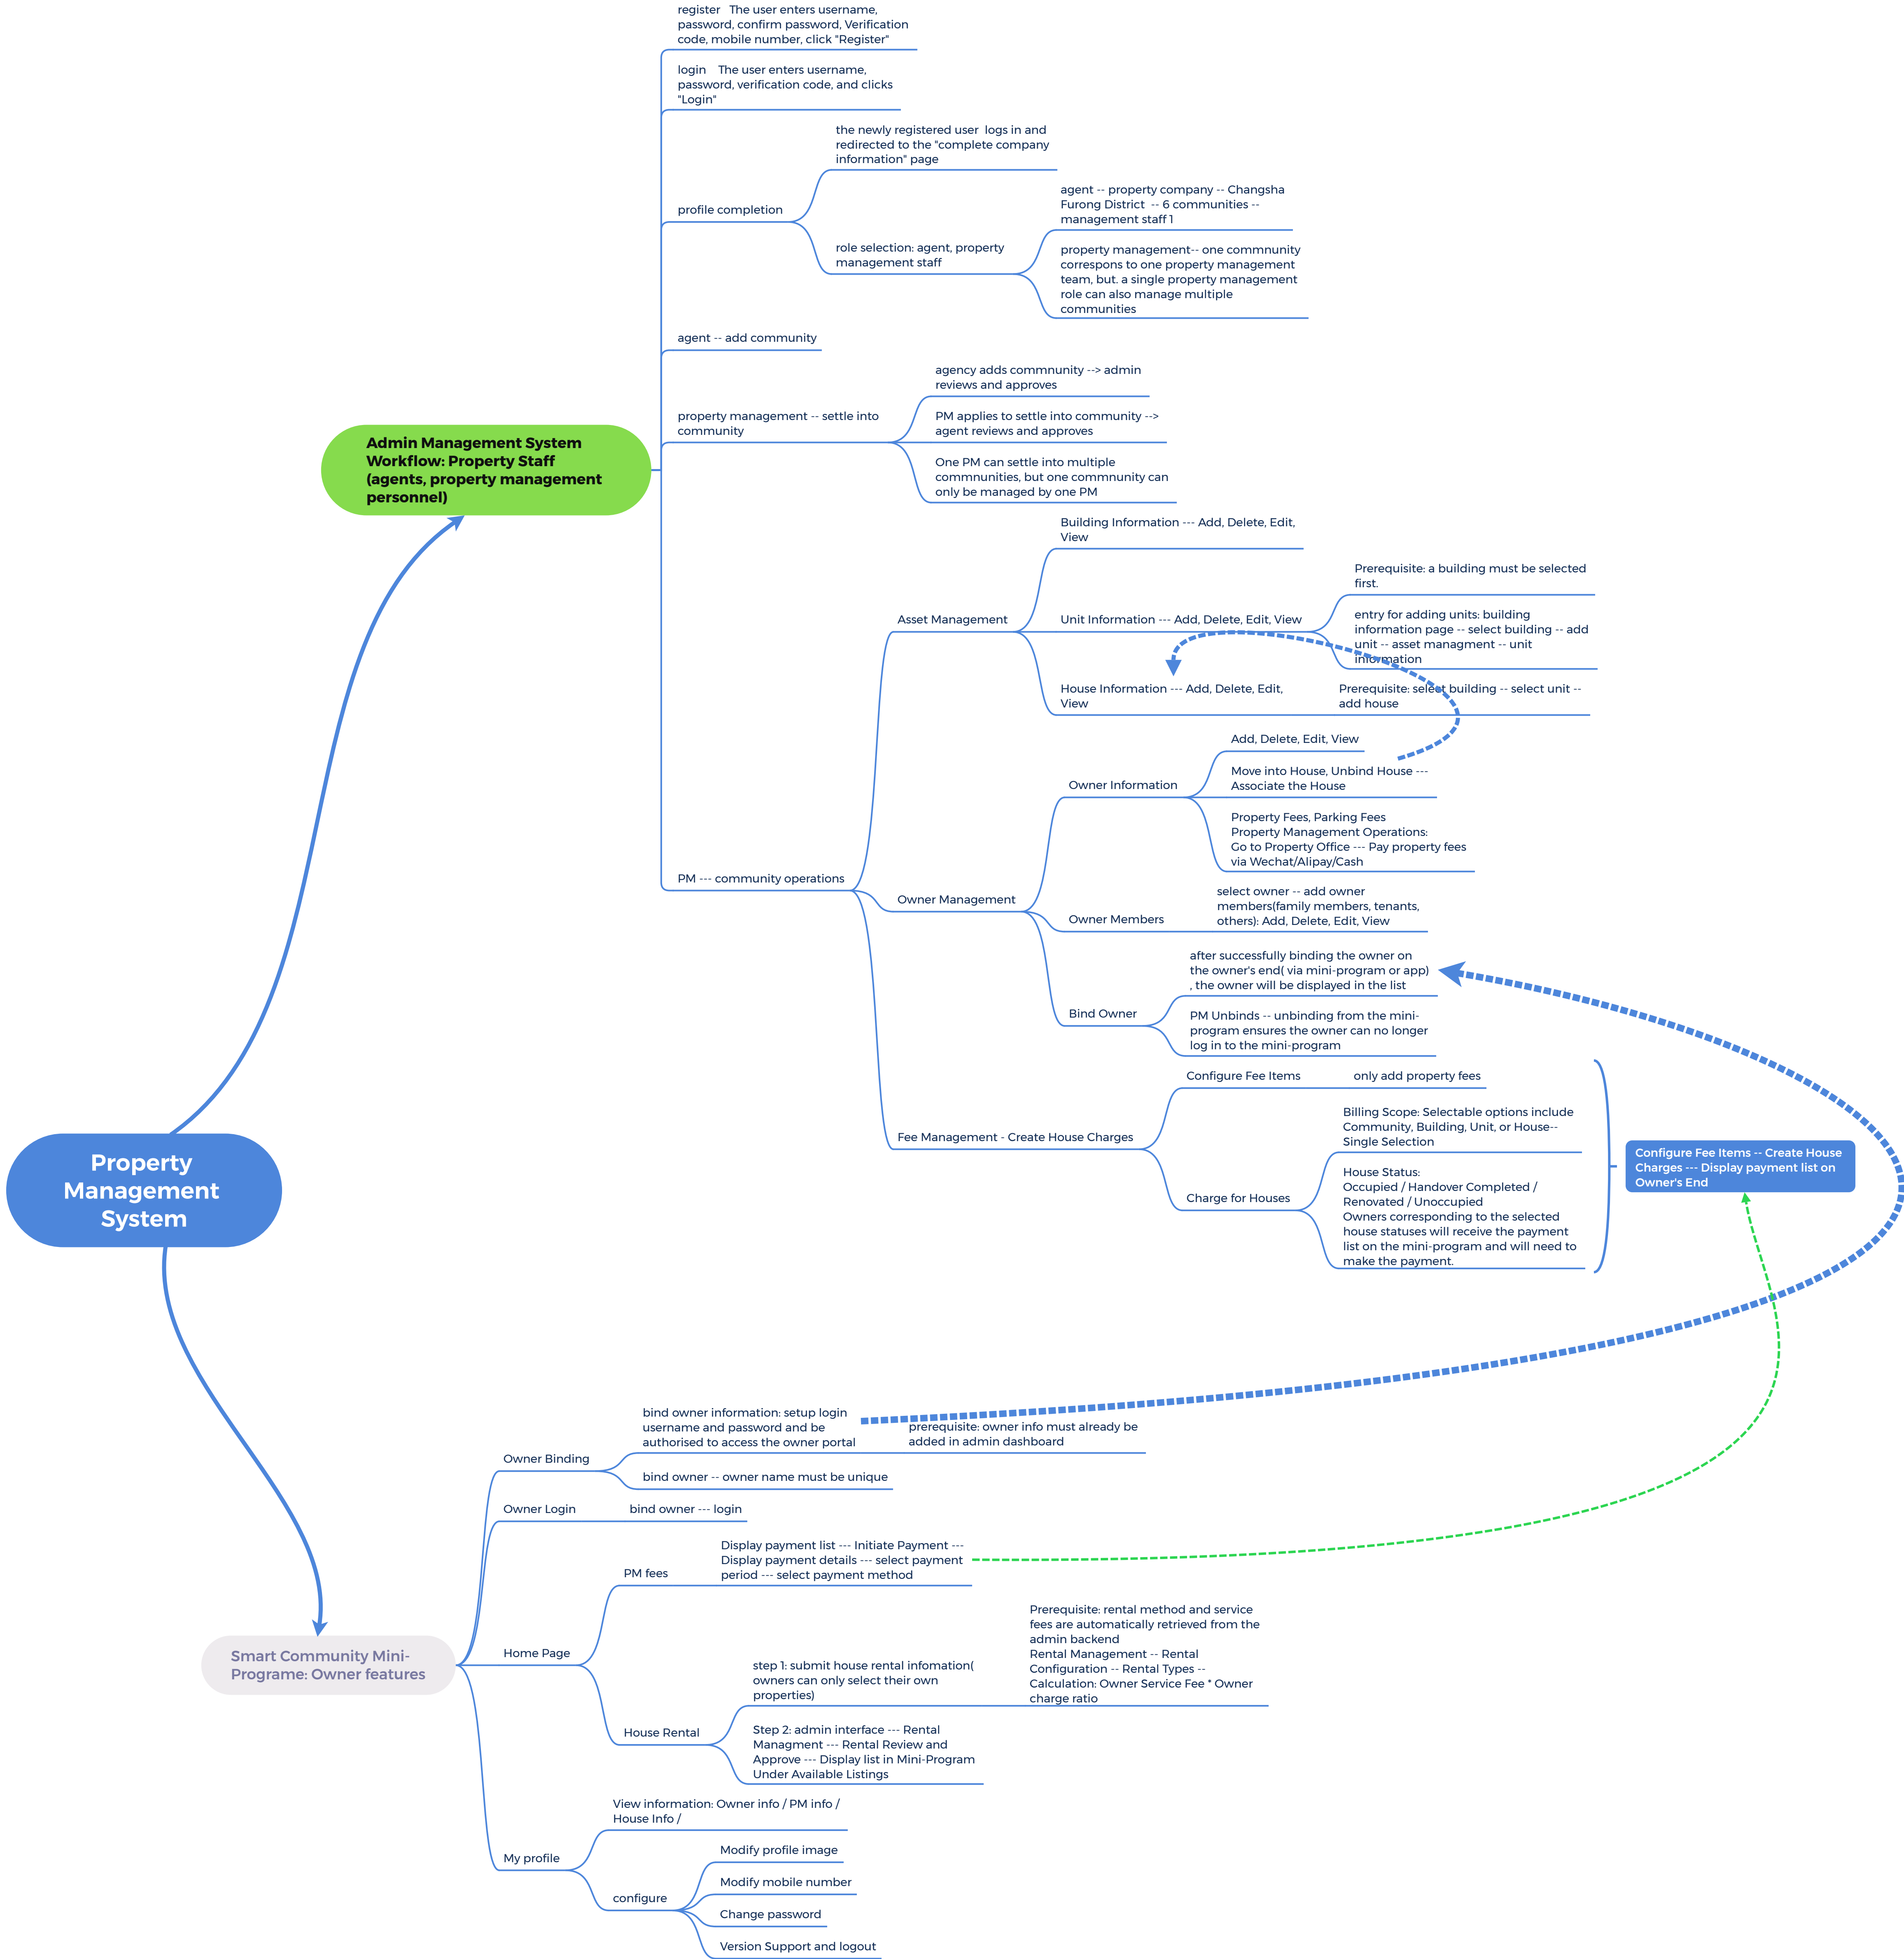 register   The user enters username,
password, confirm password, Verification
code, mobile number, click "Register"
login    The user enters username,
password, verification code, and clicks
"Login"
the newly registered user  logs in and
redirected to the "complete company
information" page
profile completion
agent -- property company -- Changsha
Furong District  -- 6 communities --
management staff 1
role selection: agent, property
management staff
property management-- one commnunity
correspons to one property management
team, but. a single property management
role can also manage multiple
communities
agent -- add community
agency adds commnunity --> admin
reviews and approves
property management -- settle into
community
PM applies to settle into community -->
agent reviews and approves
One PM can settle into multiple
commnunities, but one commnunity can
only be managed by one PM
Admin Management System
Workflow: Property Staff
(agents, property management
personnel)
Building Information --- Add, Delete, Edit,
View
Asset Management
Unit Information --- Add, Delete, Edit, View
Prerequisite: a building must be selected
first.
entry for adding units: building
information page -- select building -- add
unit -- asset managment -- unit
information
House Information --- Add, Delete, Edit,
View
Prerequisite: select building -- select unit --
add house
Add, Delete, Edit, View
Owner Information
Move into House, Unbind House ---
Associate the House
Property Fees, Parking Fees
Property Management Operations:
Go to Property Office --- Pay property fees
via Wechat/Alipay/Cash
PM --- community operations
Owner Management
Owner Members
select owner -- add owner
members(family members, tenants,
others): Add, Delete, Edit, View
after successfully binding the owner on
the owner's end( via mini-program or app)
, the owner will be displayed in the list
Bind Owner
PM Unbinds -- unbinding from the mini-
program ensures the owner can no longer
log in to the mini-program
Configure Fee Items
only add property fees
Fee Management - Create House Charges
Billing Scope: Selectable options include
Community, Building, Unit, or House--
Single Selection
Charge for Houses
House Status:
Occupied / Handover Completed /
Renovated / Unoccupied
Owners corresponding to the selected
house statuses will receive the payment
list on the mini-program and will need to
make the payment.
Configure Fee Items -- Create House
Charges --- Display payment list on
Owner's End
Property
Management
System
bind owner information: setup login
username and password and be
authorised to access the owner portal
prerequisite: owner info must already be
added in admin dashboard
Owner Binding
bind owner -- owner name must be unique
Owner Login
bind owner --- login
Display payment list --- Initiate Payment ---
Display payment details --- select payment
period --- select payment method
PM fees
Home Page
Smart Community Mini-
Programe: Owner features
step 1: submit house rental infomation(
owners can only select their own
properties)
Prerequisite: rental method and service
fees are automatically retrieved from the
admin backend
Rental Management -- Rental
Configuration -- Rental Types --
Calculation: Owner Service Fee * Owner
charge ratio
House Rental
Step 2: admin interface --- Rental
Managment --- Rental Review and
Approve --- Display list in Mini-Program
Under Available Listings
View information: Owner info / PM info /
House Info /
My profile
configure
Modify profile image
Modify mobile number
Change password
Version Support and logout